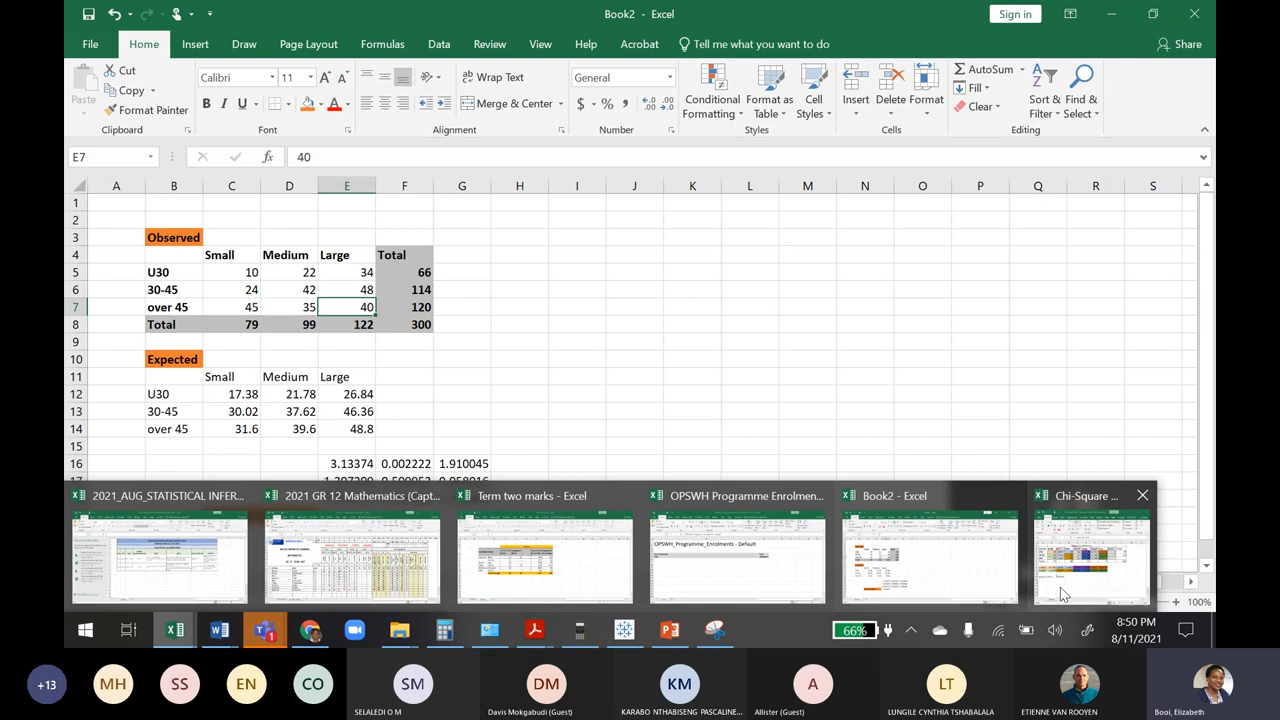 Book2 - Excel
Sign in
File Home Insert Draw Page Layout Formulas Data Review View Help Acrobat Tell me what you want to do Share
Paste
Cut
Copy
Format Painter
Clipboard
Calibri 11
B I U
Font
Wrap Text
Merge & Center
Alignment
General
$ % ,
Number
Conditional Formatting
Format as Table
Cell Styles
Styles
Insert Delete Format
Cells
AutoSum
Fill
Clear
Sort & Filter
Find & Select
Editing
E7 fx 40
A B C D E F G H I J K L M N O P Q R S
1
2
3 Observed
4 Small Medium Large Total
5 U30 10 22 34 66
6 30-45 24 42 48 114
7 over 45 45 35 40 120
8 Total 79 99 122 300
9
10 Expected
11 Small Medium Large
12 U30 17.38 21.78 26.84
13 30-45 30.02 37.62 46.36
14 over 45 31.6 39.6 48.8
15
16 3.13374 0.002222 1.910045
2021_AUG_STATISTICAL INFER...
2021 GR 12 Mathematics (Capt...
Term two marks - Excel
OPSWH Programme Enrolmen...
Book2 - Excel
Chi-Square ...
OPSWH_Programme_Enrolments - Default
100%
66%
8:50 PM
8/11/2021
+13 MH SS EN CO SM DM KM A LT
SELALEDI O M
Davis Mokgabudi (Guest)
KARABO NTHABISENG PASCALINE...
Allister (Guest)
LUNGILE CYNTHIA TSHABALALA
ETIENNE VAN ROOYEN
Booi, Elizabeth